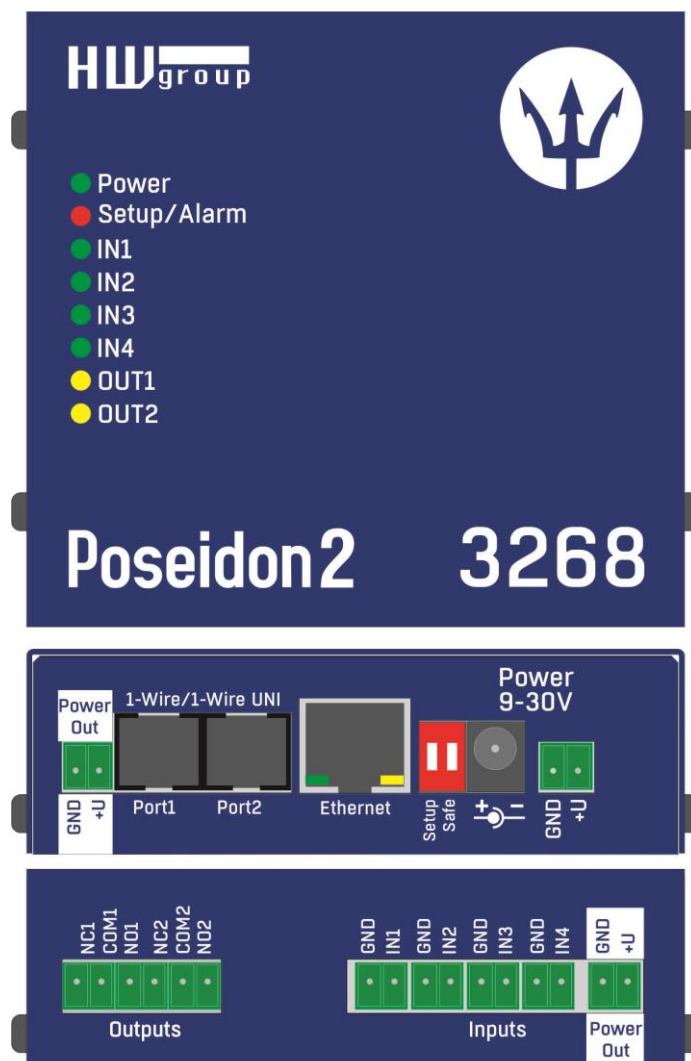 HW group
Power
Setup/Alarm
IN1
IN2
IN3
IN4
OUT1
OUT2
Poseidon2 3268
Power
9-30V
1-Wire/1-Wire UNI
Power
Out
GND
+U
Port1
Port2
Ethernet
Setup
Safe
+ -
GND
+U
NC1
COM1
NO1
NC2
COM2
NO2
GND
IN1
GND
IN2
GND
IN3
GND
IN4
GND
+U
Outputs
Inputs
Power
Out